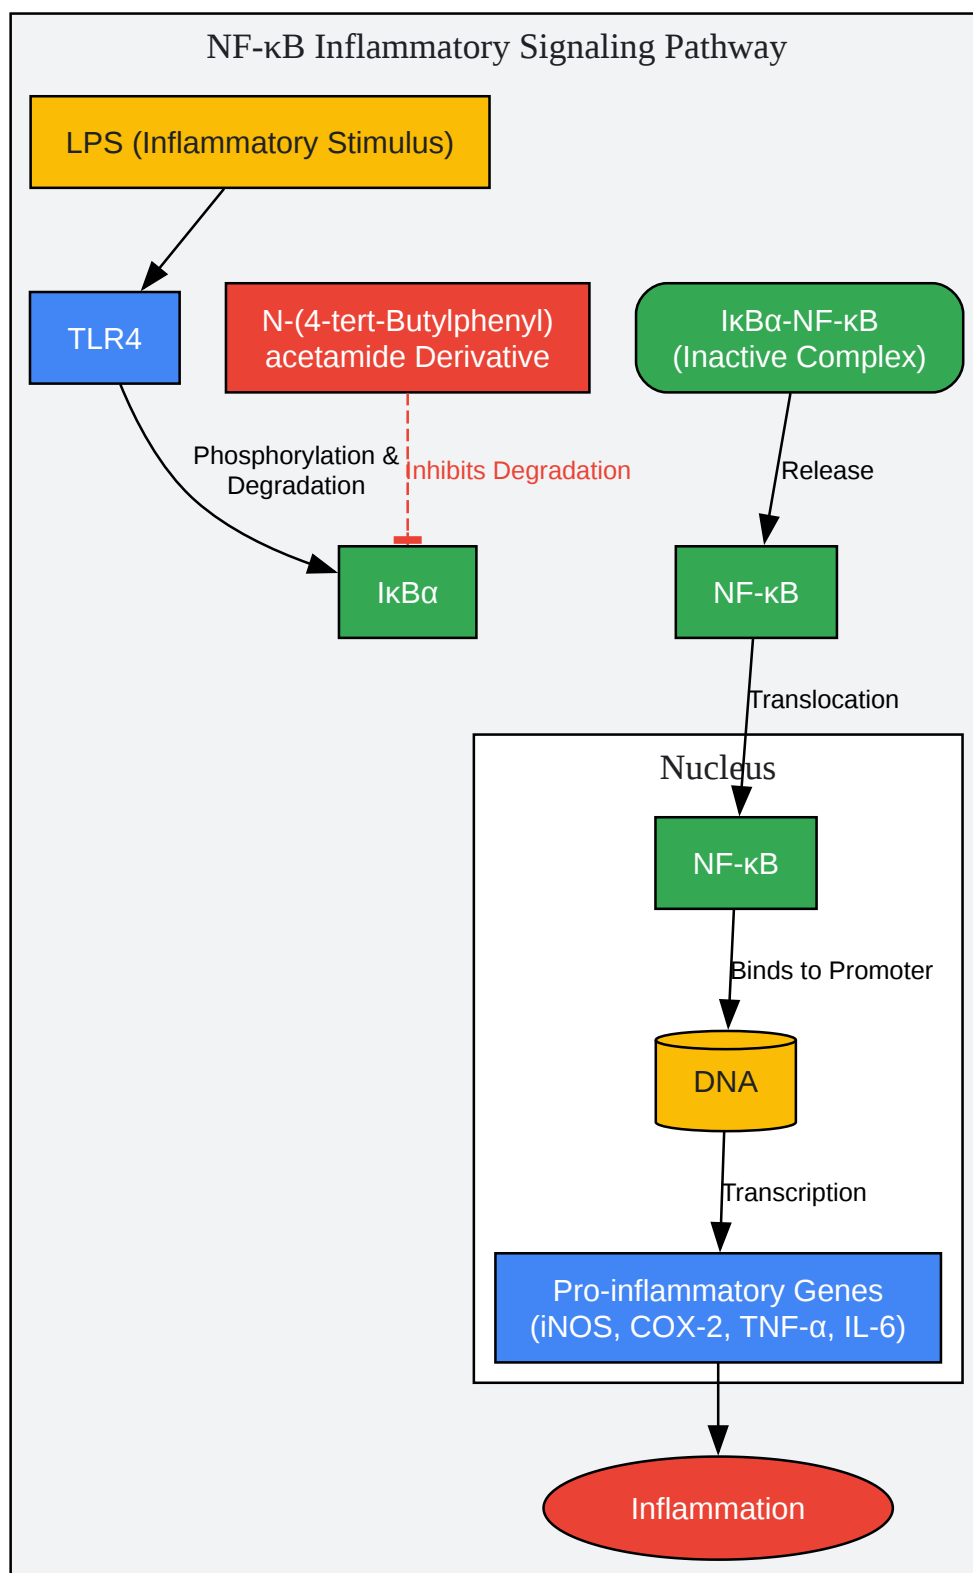 NF-κB Inflammatory Signaling Pathway
LPS (Inflammatory Stimulus)
TLR4
N-(4-tert-Butylphenyl)
acetamide Derivative
IκBα-NF-κB
(Inactive Complex)
Phosphorylation &
Degradation
Inhibits Degradation
Release
IκBα
NF-κB
Translocation
Nucleus
NF-κB
Binds to Promoter
DNA
Transcription
Pro-inflammatory Genes
(iNOS, COX-2, TNF-α, IL-6)
Inflammation